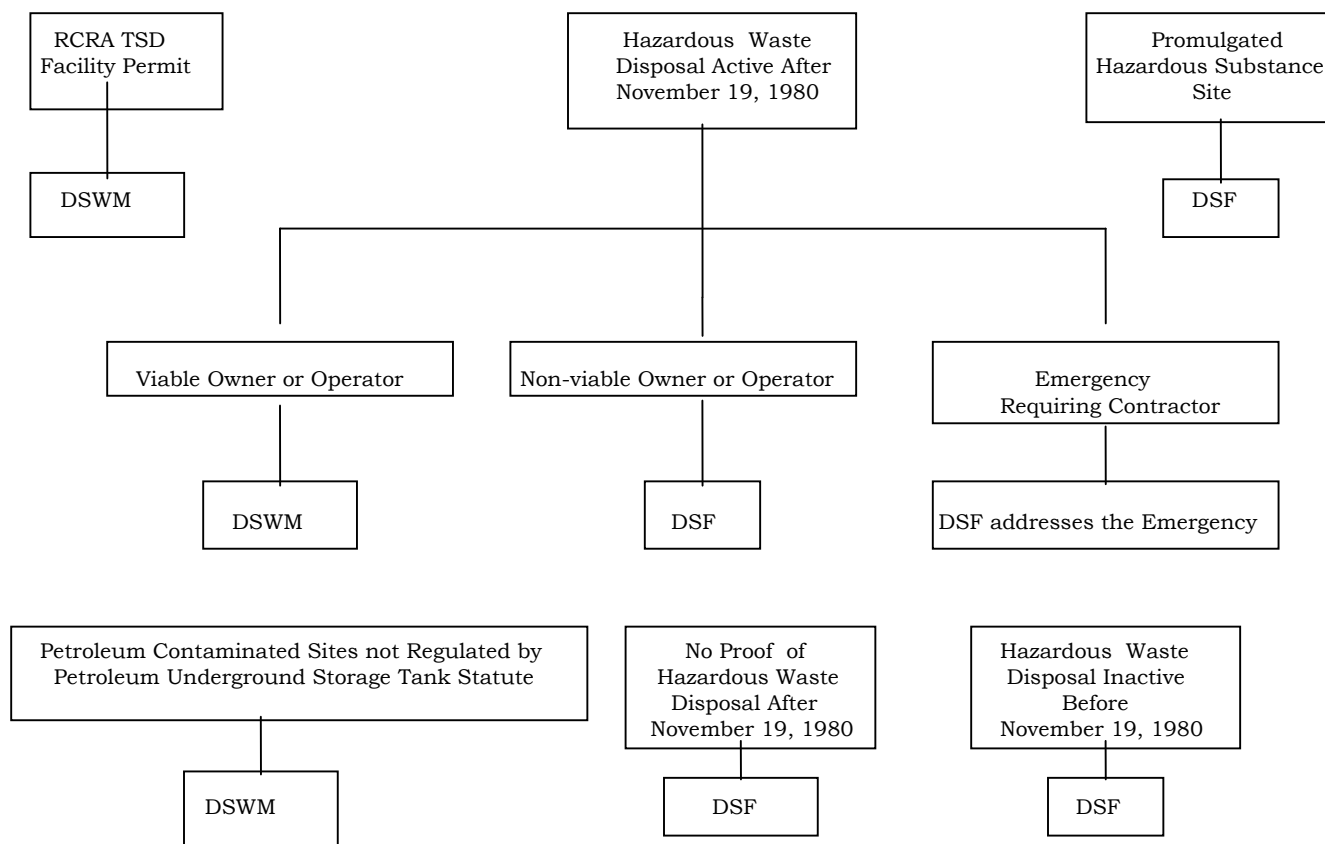 RCRA TSD
Facility Permit
Hazardous Waste
Disposal Active After
November 19, 1980
Promulgated
Hazardous Substance
Site
DSWM
DSF
Viable Owner or Operator
Non-viable Owner or Operator
Emergency
Requiring Contractor
DSWM
DSF
DSF addresses the Emergency
Petroleum Contaminated Sites not Regulated by
Petroleum Underground Storage Tank Statute
No Proof of
Hazardous Waste
Disposal After
November 19, 1980
Hazardous Waste
Disposal Inactive
Before
November 19, 1980
DSWM
DSF
DSF